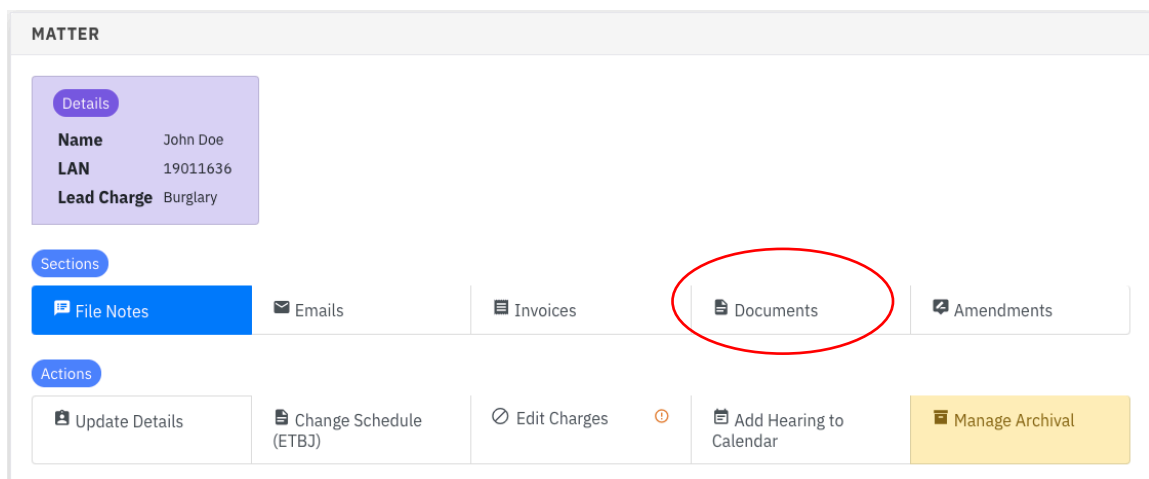 MATTER
Details
Name John Doe
LAN 19011636
Lead Charge Burglary
Sections
File Notes Emails Invoices Documents Amendments
Actions
Update Details Change Schedule (ETBJ) Edit Charges Add Hearing to Calendar Manage Archival